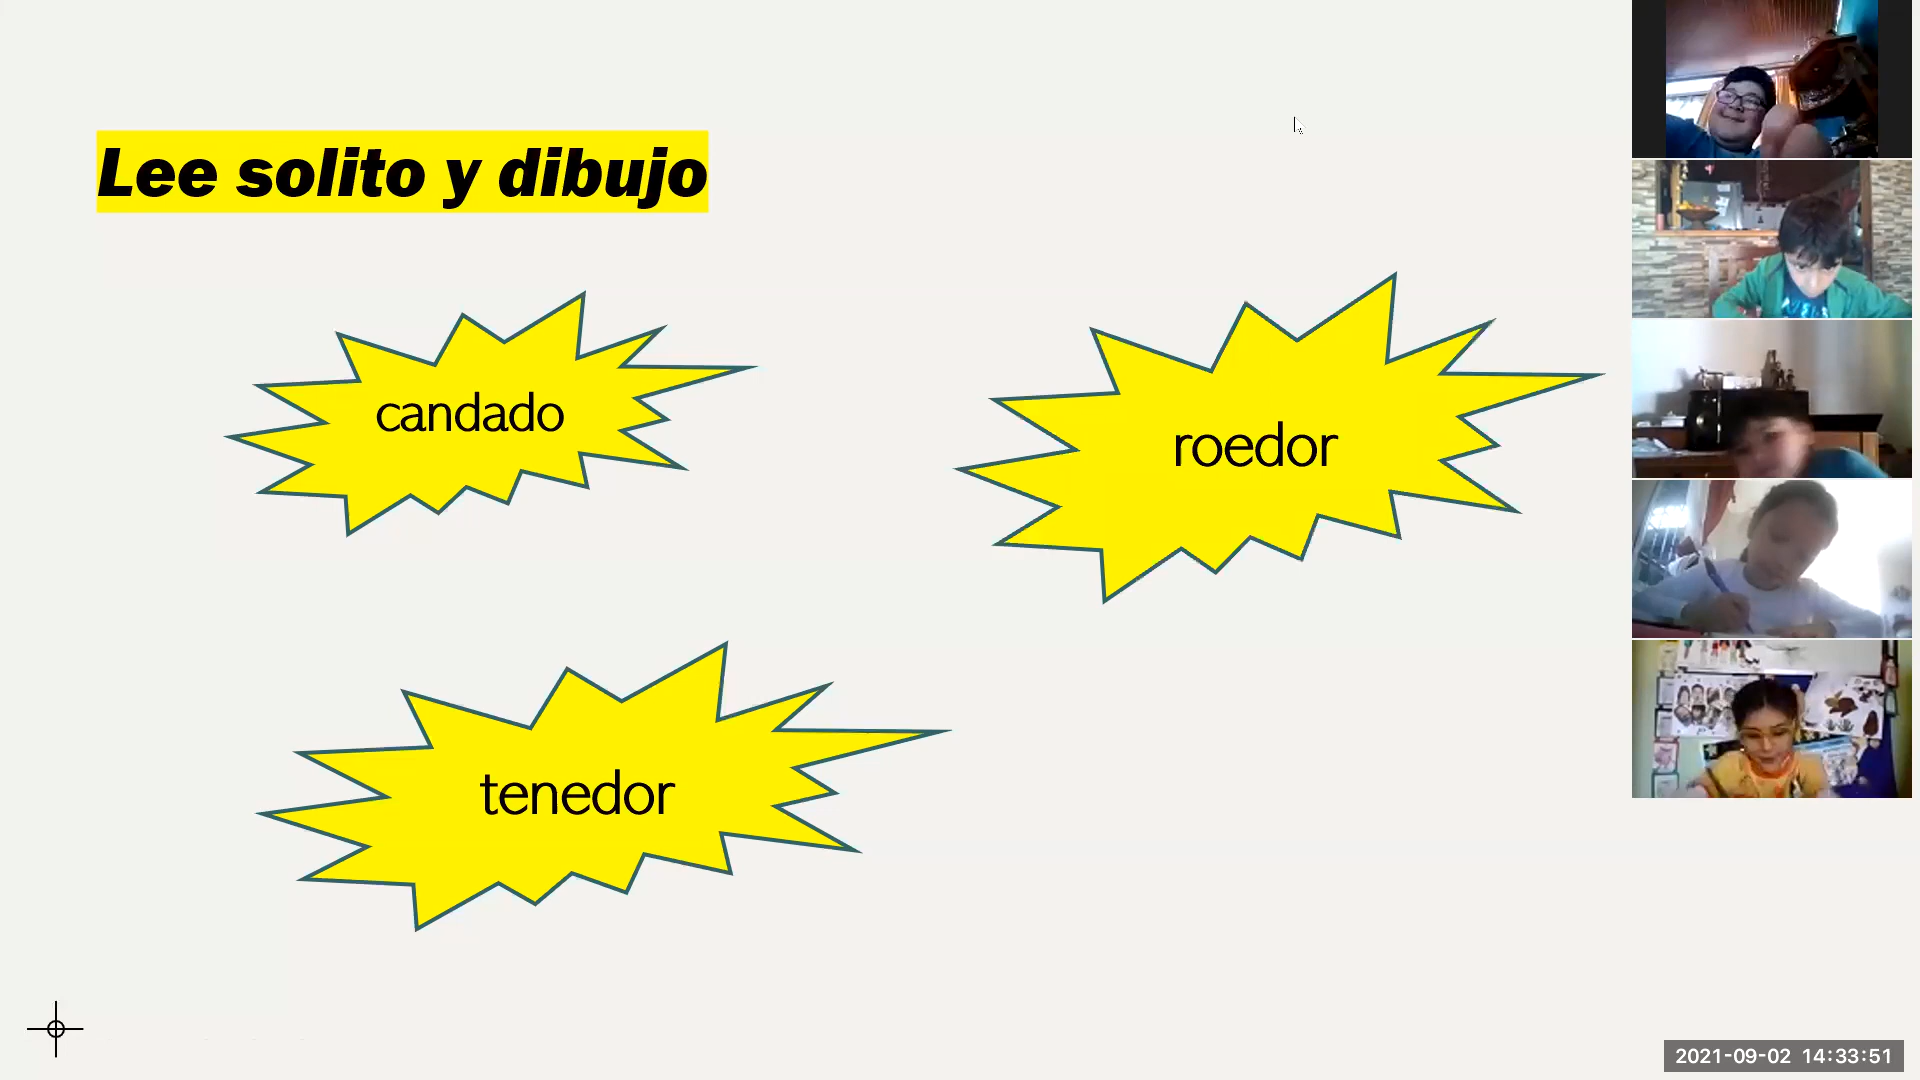 Lee solito y dibujo
candado
roedor
tenedor
2021-09-02 14:33:51